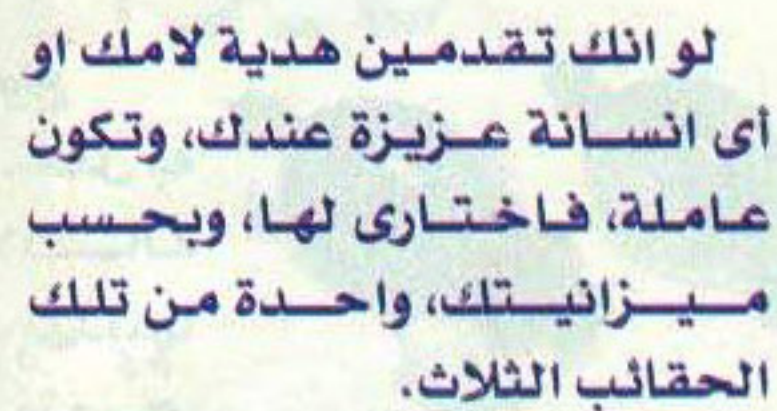 لو انك تقدمين هدية لامك او
أى انسانة عزيزة عندك، وتكون
عاملة، فاختارى لها، وبحسب
ميزانيتك، واحدة من تلك
الحقائب الثلاث.